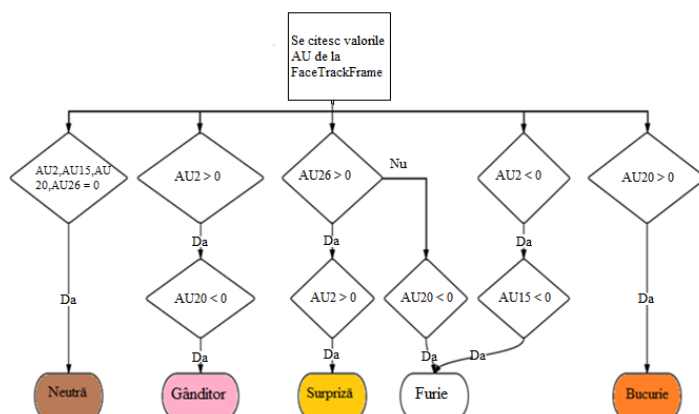 Se citesc valorile
AU de la
FaceTrackFrame
AU2,AU15,AU
20,AU26 = 0
AU2 > 0
AU26 > 0
Nu
AU2 < 0
AU20 > 0
Da
Da
Da
AU20 < 0
AU2 > 0
AU20 < 0
AU15 < 0
Da
Da
Da
Da
Da
Da
Da
Neutră
Gânditor
Surpriză
Furie
Bucurie